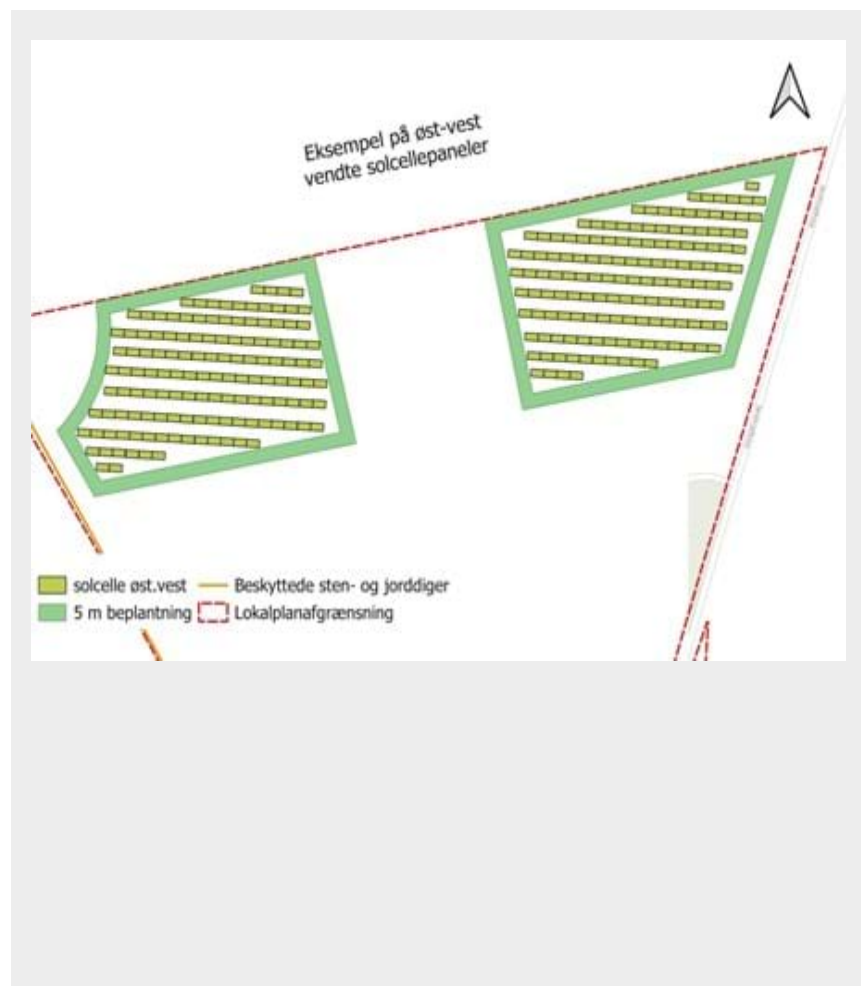 Eksempel på øst-vest
vendte solcellepaneler
solcelle øst.vest
Beskyttede sten- og jorddiger
5 m beplantning
Lokalplanafgrænsning